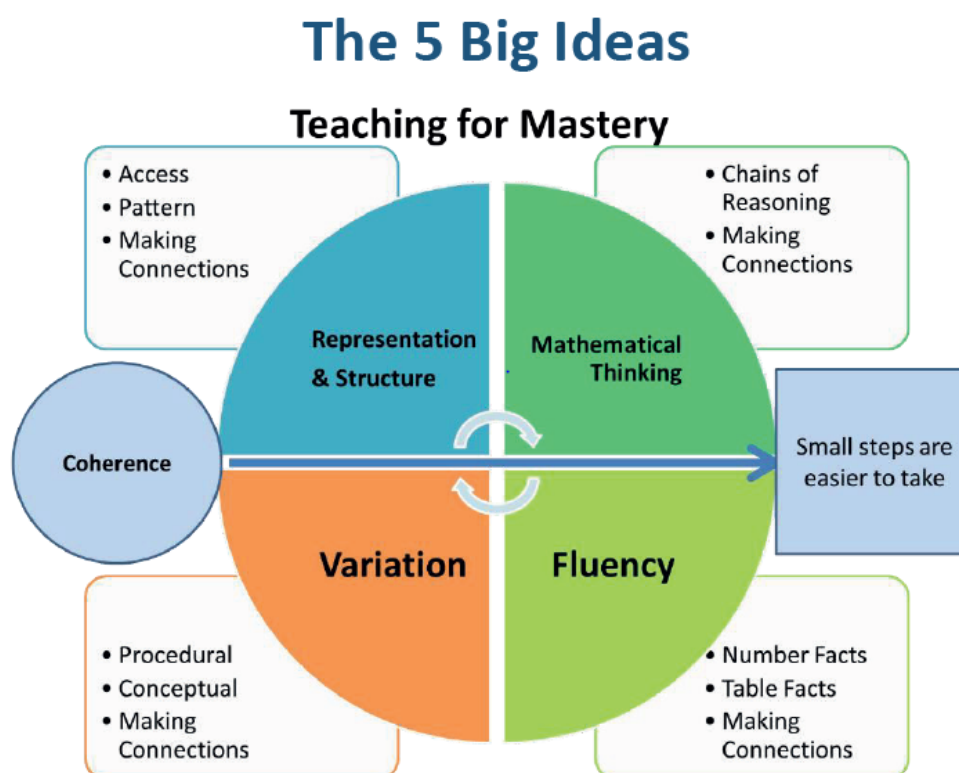 The 5 Big Ideas
Teaching for Mastery
• Access
• Pattern
• Making
Connections
• Chains of
Reasoning
• Making
Connections
Representation
& Structure
Mathematical
Thinking
Coherence
Small steps are
easier to take
Variation
Fluency
• Procedural
• Conceptual
• Making
Connections
• Number Facts
• Table Facts
• Making
Connections